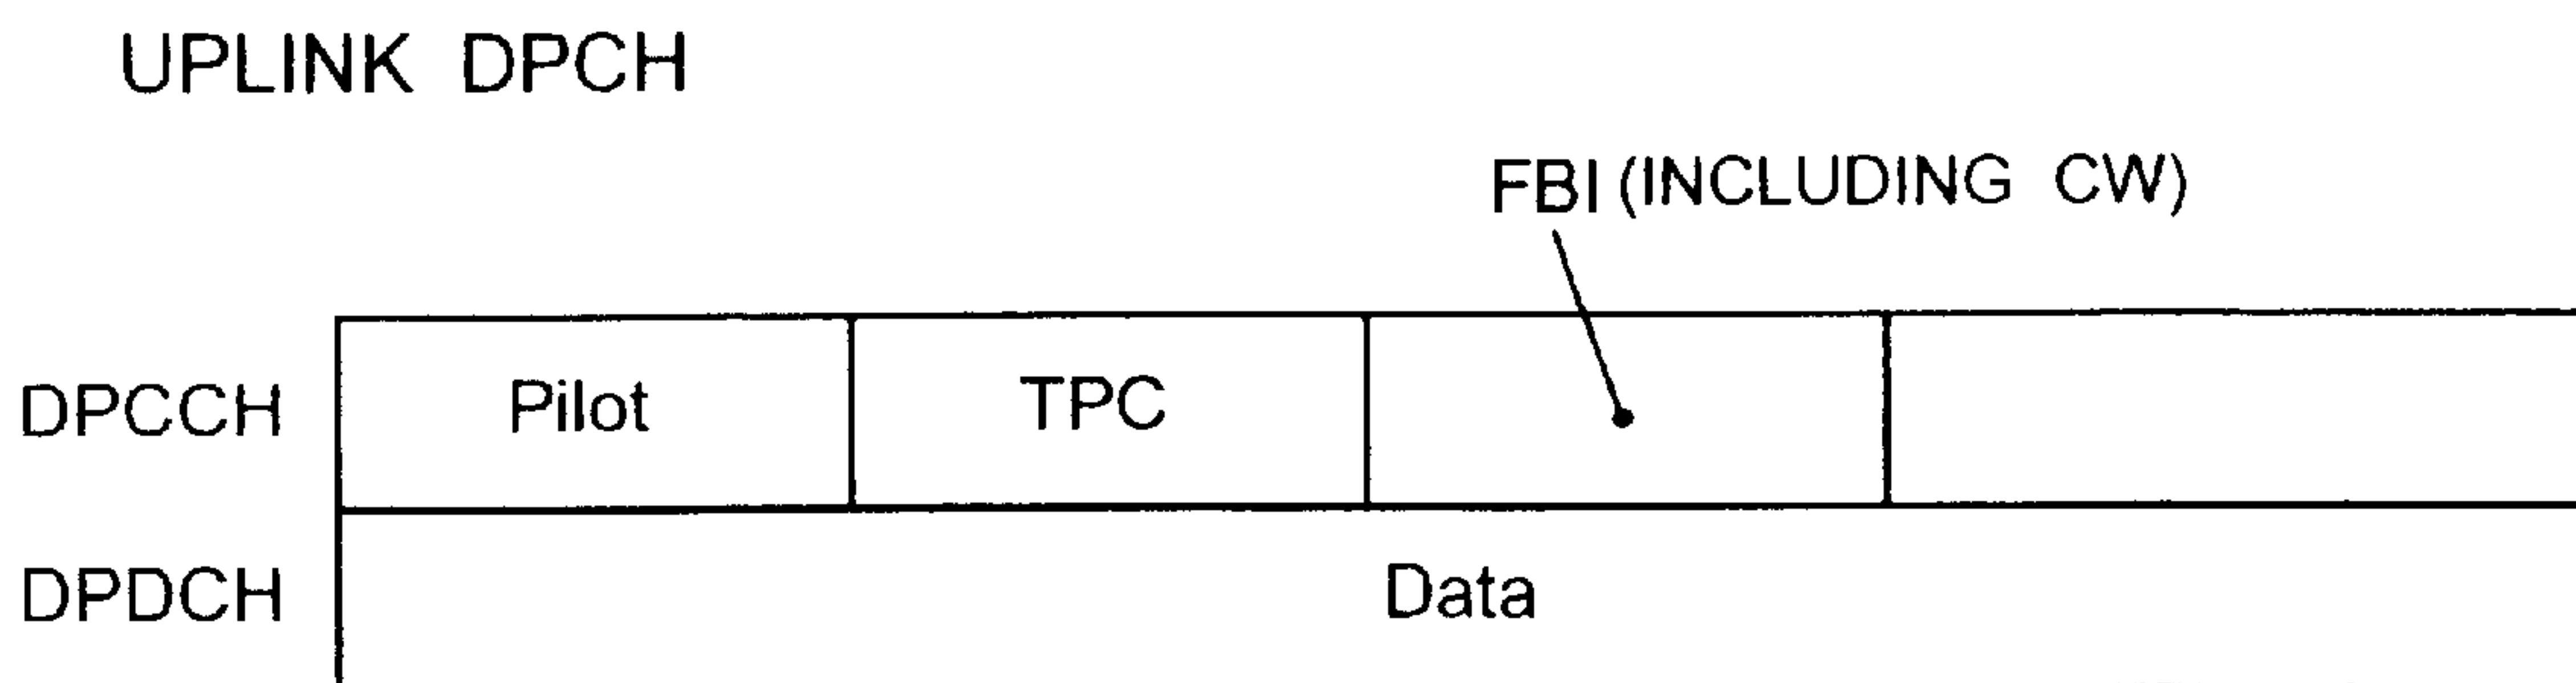 UPLINK DPCH
FBI (INCLUDING CW)
DPCCH
Pilot
TPC
DPDCH
Data